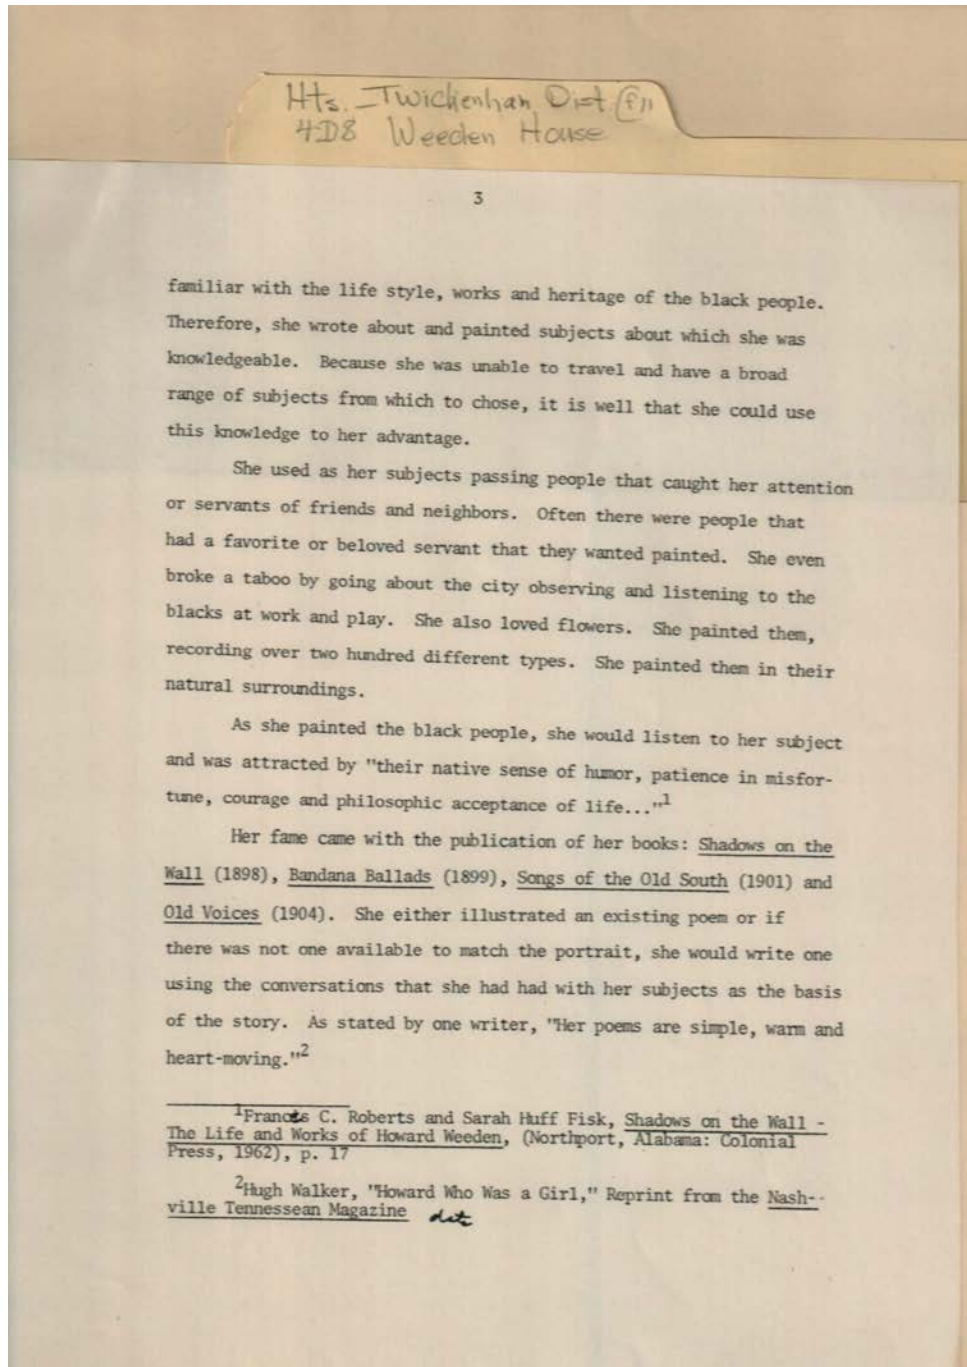 Hts. - Twickenhan Dist (f)1
4-D8 Weeden House
3
familiar with the life style, works and heritage of the black people.
Therefore, she wrote about and painted subjects about which she was
knowledgeable. Because she was unable to travel and have a broad
range of subjects from which to chose, it is well that she could use
this knowledge to her advantage.
She used as her subjects passing people that caught her attention
or servants of friends and neighbors. Often there were people that
had a favorite or beloved servant that they wanted painted. She even
broke a taboo by going about the city observing and listening to the
blacks at work and play. She also loved flowers. She painted them,
recording over two hundred different types. She painted them in their
natural surroundings.
As she painted the black people, she would listen to her subject
and was attracted by "their native sense of humor, patience in misfor-
tune, courage and philosophic acceptance of life..."1
Her fame came with the publication of her books: Shadows on the
Wall (1898), Bandana Ballads (1899), Songs of the Old South (1901) and
Old Voices (1904). She either illustrated an existing poem or if
there was not one available to match the portrait, she would write one
using the conversations that she had had with her subjects as the basis
of the story. As stated by one writer, "Her poems are simple, warm and
heart-moving."2
1Frances C. Roberts and Sarah Huff Fisk, Shadows on the Wall -
The Life and Works of Howard Weeden, (Northport, Alabama: Colonial
Press, 1962), p. 17
2Hugh Walker, "Howard Who Was a Girl," Reprint from the Nash--
ville Tennessean Magazine date